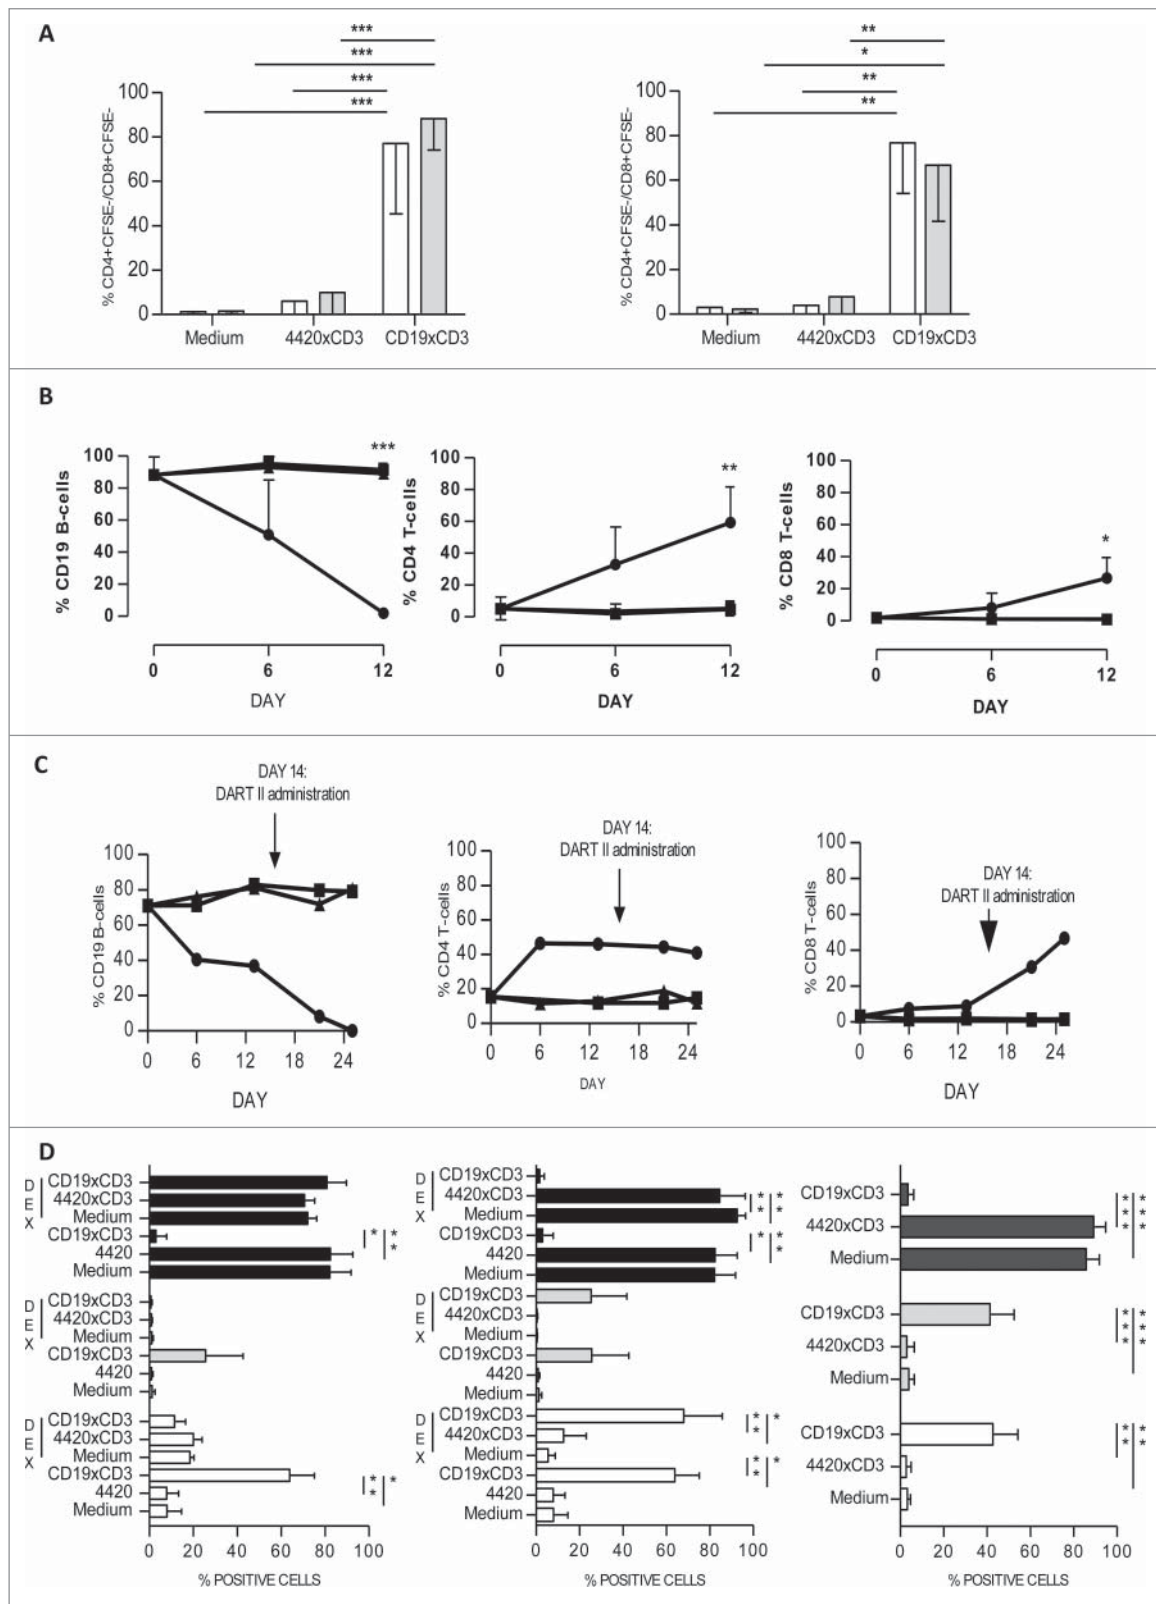 A
***
***
***
***
% CD4+CFSE-/CD8+CFSE-
100
80
60
40
20
0
Medium 4420xCD3 CD19xCD3
**
*
**
**
% CD4+CFSE-/CD8+CFSE-
100
80
60
40
20
0
Medium 4420xCD3 CD19xCD3
B
% CD19 B-cells
100
80
60
40
20
0
***
0 6 12
DAY
% CD4 T-cells
100
80
60
40
20
0
**
0 6 12
DAY
% CD8 T-cells
100
80
60
40
20
0
*
0 6 12
DAY
C
DAY 14:
DART II administration
% CD19 B-cells
100
80
60
40
20
0
0 6 12 18 24
DAY
DAY 14:
DART II administration
% CD4 T-cells
100
80
60
40
20
0
0 6 12 18 24
DAY
DAY 14:
DART II administration
% CD8 T-cells
100
80
60
40
20
0
0 6 12 18 24
DAY
D
DEX
CD19xCD3
4420xCD3
Medium
CD19xCD3 * **
4420
Medium
DEX
CD19xCD3
4420xCD3
Medium
CD19xCD3
4420
Medium
DEX
CD19xCD3
4420xCD3
Medium
CD19xCD3 ** *
4420
Medium
0 20 40 60 80 100
% POSITIVE CELLS
DEX
CD19xCD3
4420xCD3 ** **
Medium
CD19xCD3 * **
4420
Medium
DEX
CD19xCD3
4420xCD3
Medium
CD19xCD3
4420
Medium
DEX
CD19xCD3 ** *
4420xCD3
Medium
CD19xCD3 ** *
4420
Medium
0 20 40 60 80 100
% POSITIVE CELLS
CD19xCD3 *** ***
4420xCD3
Medium
CD19xCD3 *** ***
4420xCD3
Medium
CD19xCD3 ** **
4420xCD3
Medium
0 20 40 60 80 100
% POSITIVE CELLS